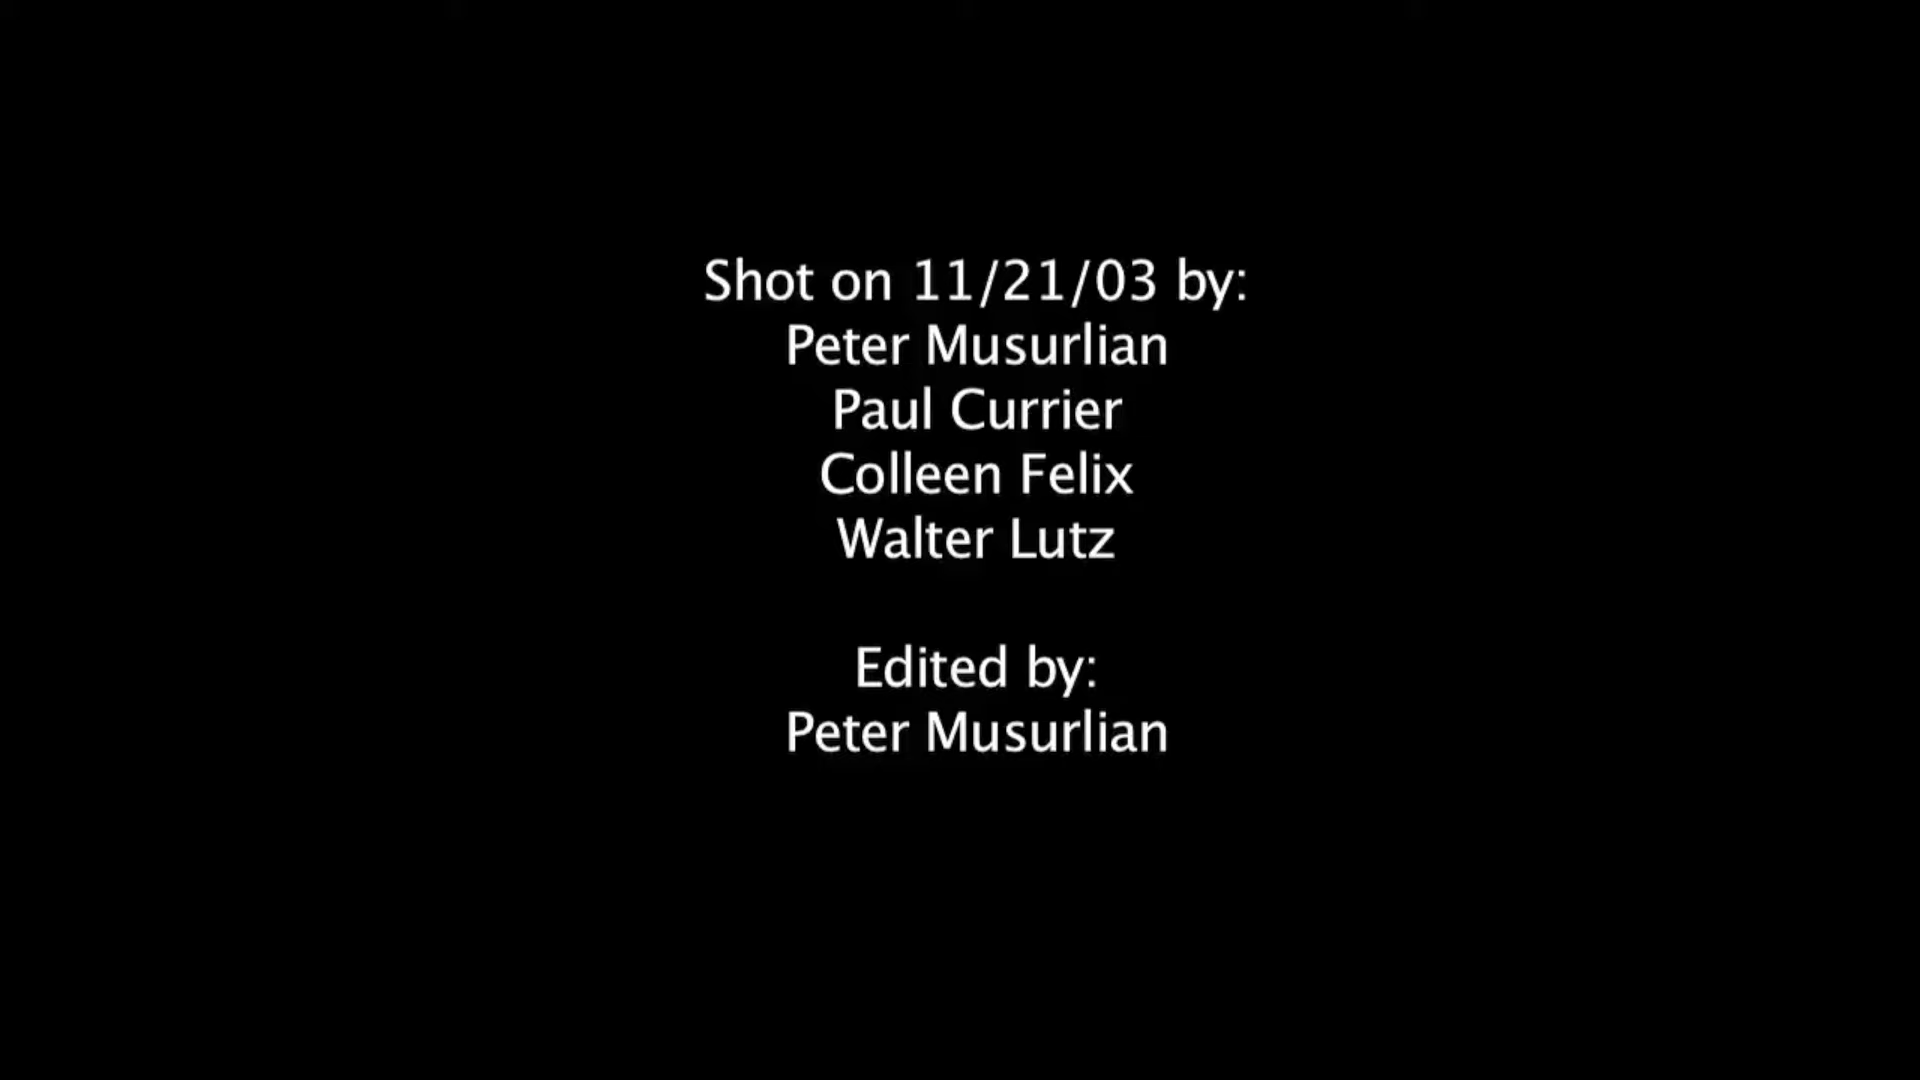 Shot on 11/21/03 by:
Peter Musurlian
Paul Currier
Colleen Felix
Walter Lutz
Edited by:
Peter Musurlian